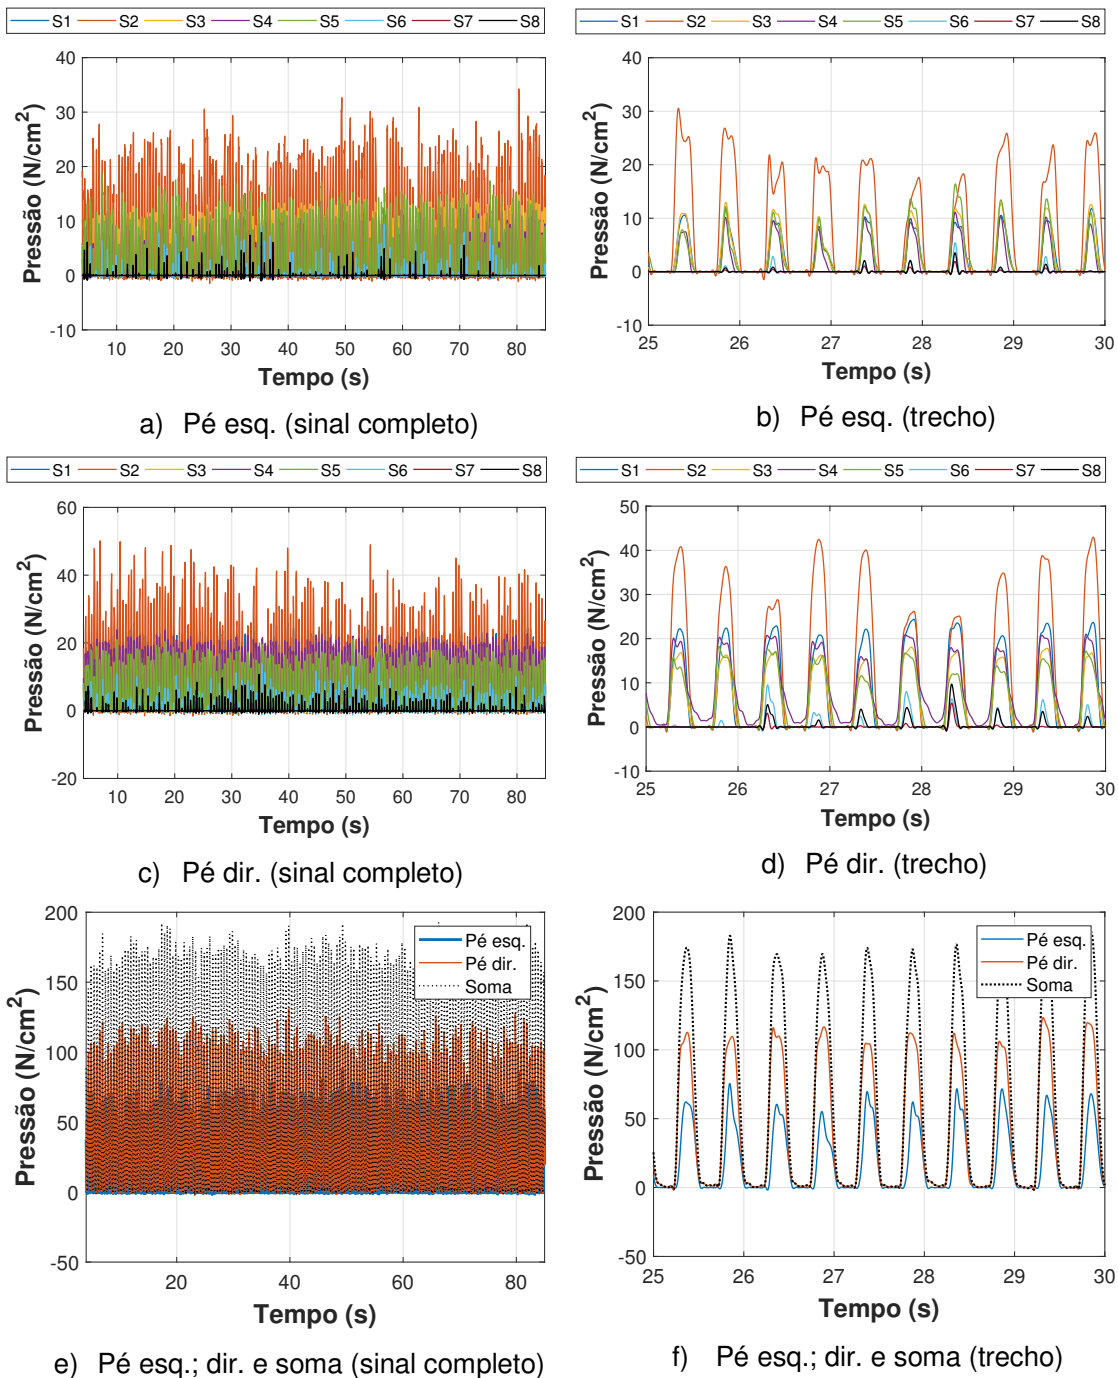 S1 S2 S3 S4 S5 S6 S7 S8
S1 S2 S3 S4 S5 S6 S7 S8
40
30
20
10
0
-10
Pressão (N/cm²)
10 20 30 40 50 60 70 80
Tempo (s)
a) Pé esq. (sinal completo)
40
30
20
10
0
-10
Pressão (N/cm²)
25 26 27 28 29 30
Tempo (s)
b) Pé esq. (trecho)
S1 S2 S3 S4 S5 S6 S7 S8
S1 S2 S3 S4 S5 S6 S7 S8
60
40
20
0
-20
Pressão (N/cm²)
10 20 30 40 50 60 70 80
Tempo (s)
c) Pé dir. (sinal completo)
50
40
30
20
10
0
-10
Pressão (N/cm²)
25 26 27 28 29 30
Tempo (s)
d) Pé dir. (trecho)
200
150
100
50
0
-50
Pressão (N/cm²)
Pé esq.
Pé dir.
Soma
20 40 60 80
Tempo (s)
e) Pé esq.; dir. e soma (sinal completo)
200
150
100
50
0
-50
Pressão (N/cm²)
Pé esq.
Pé dir.
Soma
25 26 27 28 29 30
Tempo (s)
f) Pé esq.; dir. e soma (trecho)